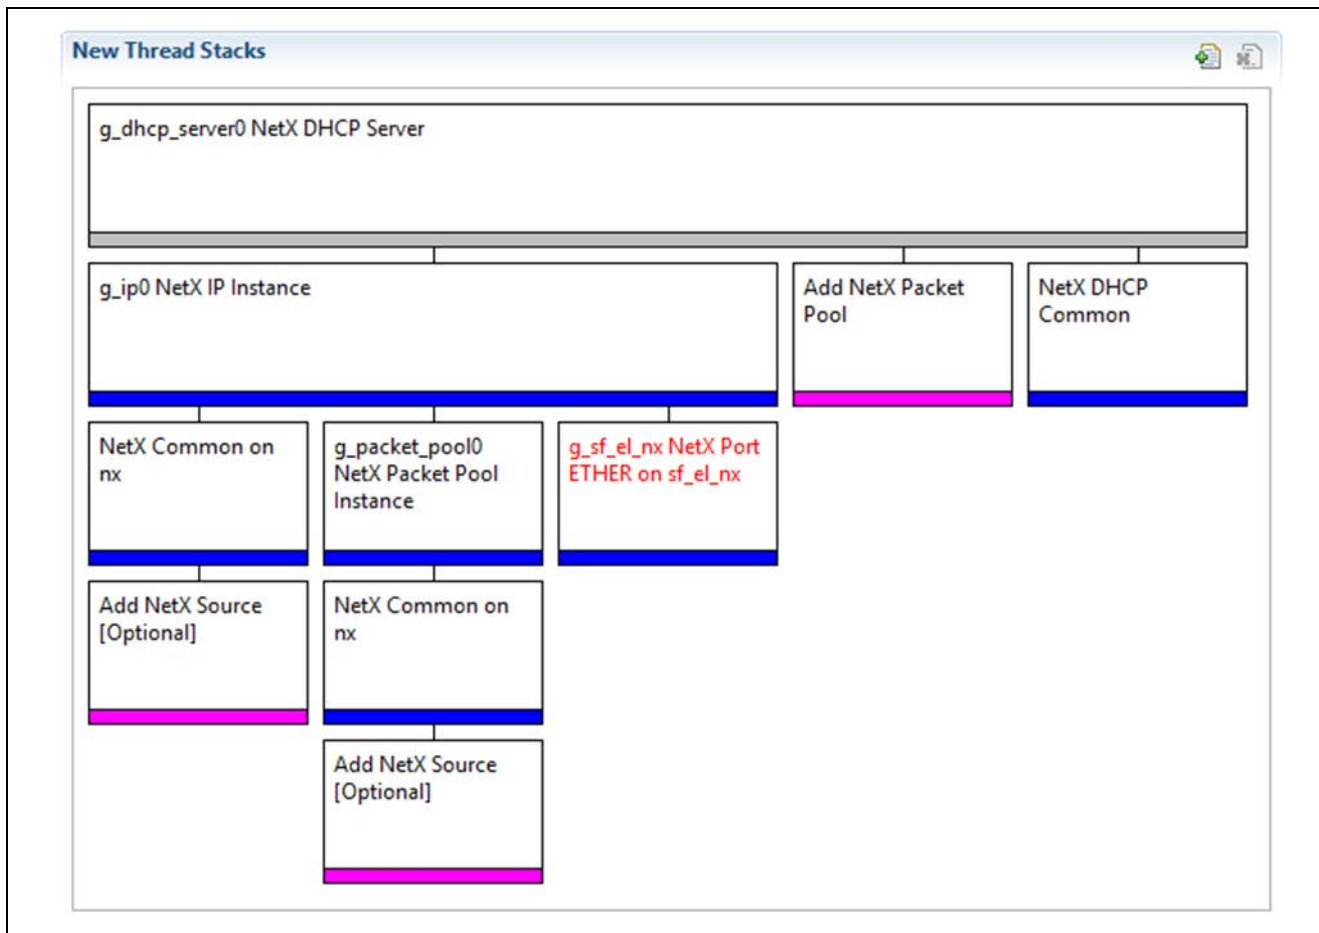 New Thread Stacks
g_dhcp_server0 NetX DHCP Server
g_ip0 NetX IP Instance
Add NetX Packet
Pool
NetX DHCP
Common
NetX Common on
nx
g_packet_pool0
NetX Packet Pool
Instance
g_sf_el_nx NetX Port
ETHER on sf_el_nx
Add NetX Source
[Optional]
NetX Common on
nx
Add NetX Source
[Optional]